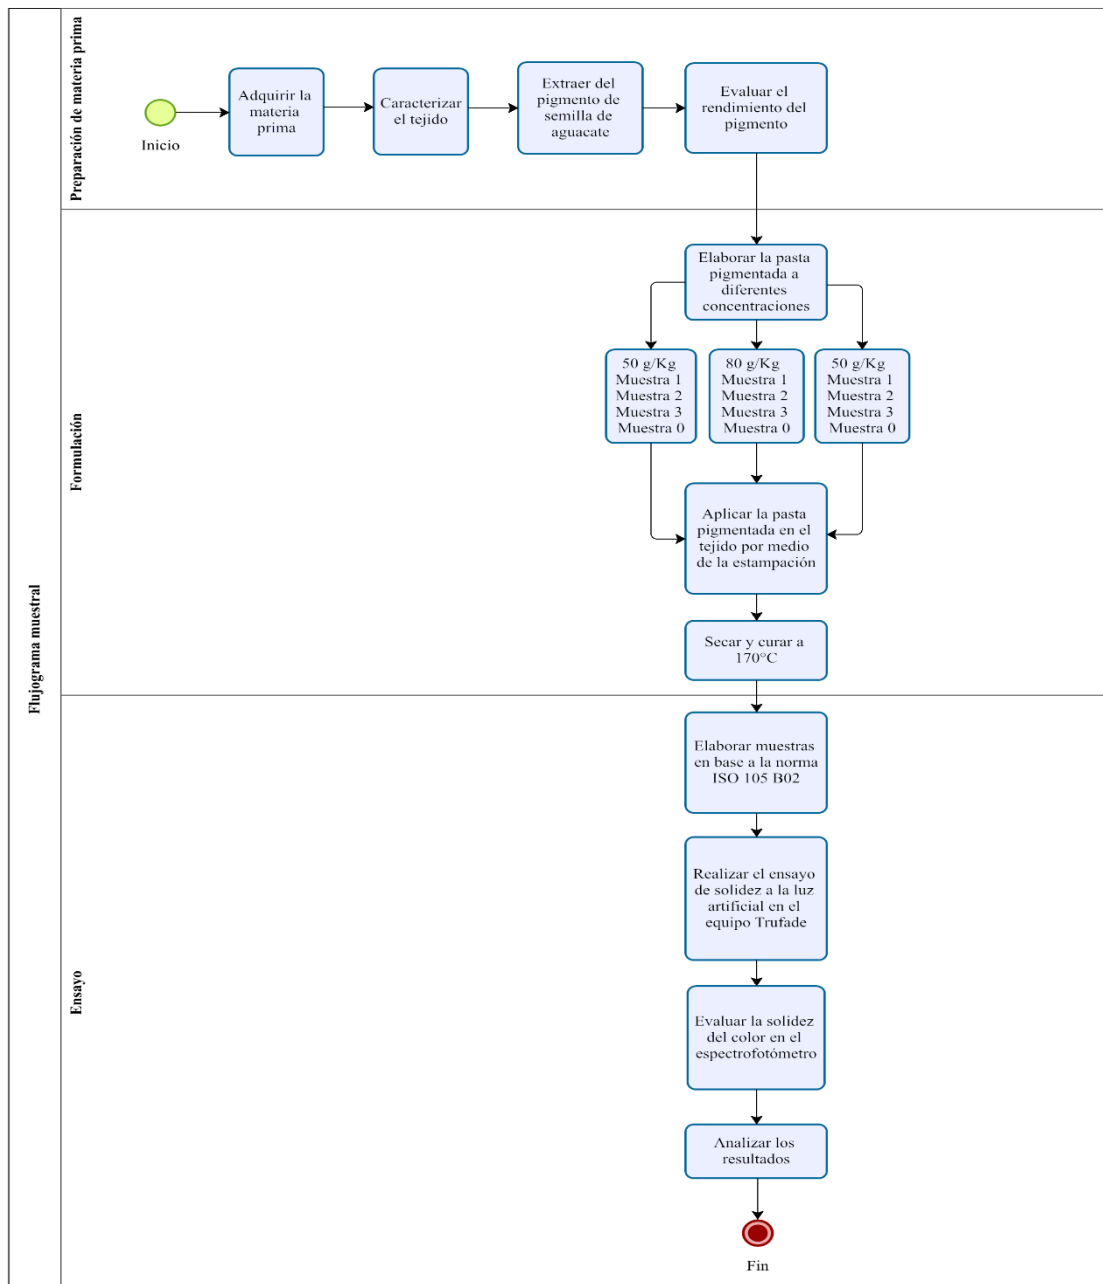 Flujograma muestral
Preparación de materia prima
Inicio
Adquirir la
materia
prima
Caracterizar
el tejido
Extraer del
pigmento de
semilla de
aguacate
Evaluar el
rendimiento del
pigmento
Formulación
Elaborar la pasta
pigmentada a
diferentes
concentraciones
50 g/Kg
Muestra 1
Muestra 2
Muestra 3
Muestra 0
80 g/Kg
Muestra 1
Muestra 2
Muestra 3
Muestra 0
50 g/Kg
Muestra 1
Muestra 2
Muestra 3
Muestra 0
Aplicar la pasta
pigmentada en el
tejido por medio
de la estampación
Secar y curar a
170°C
Ensayo
Elaborar muestras
en base a la norma
ISO 105 B02
Realizar el ensayo
de solidez a la luz
artificial en el
equipo Trufade
Evaluar la solidez
del color en el
espectrofotómetro
Analizar los
resultados
Fin